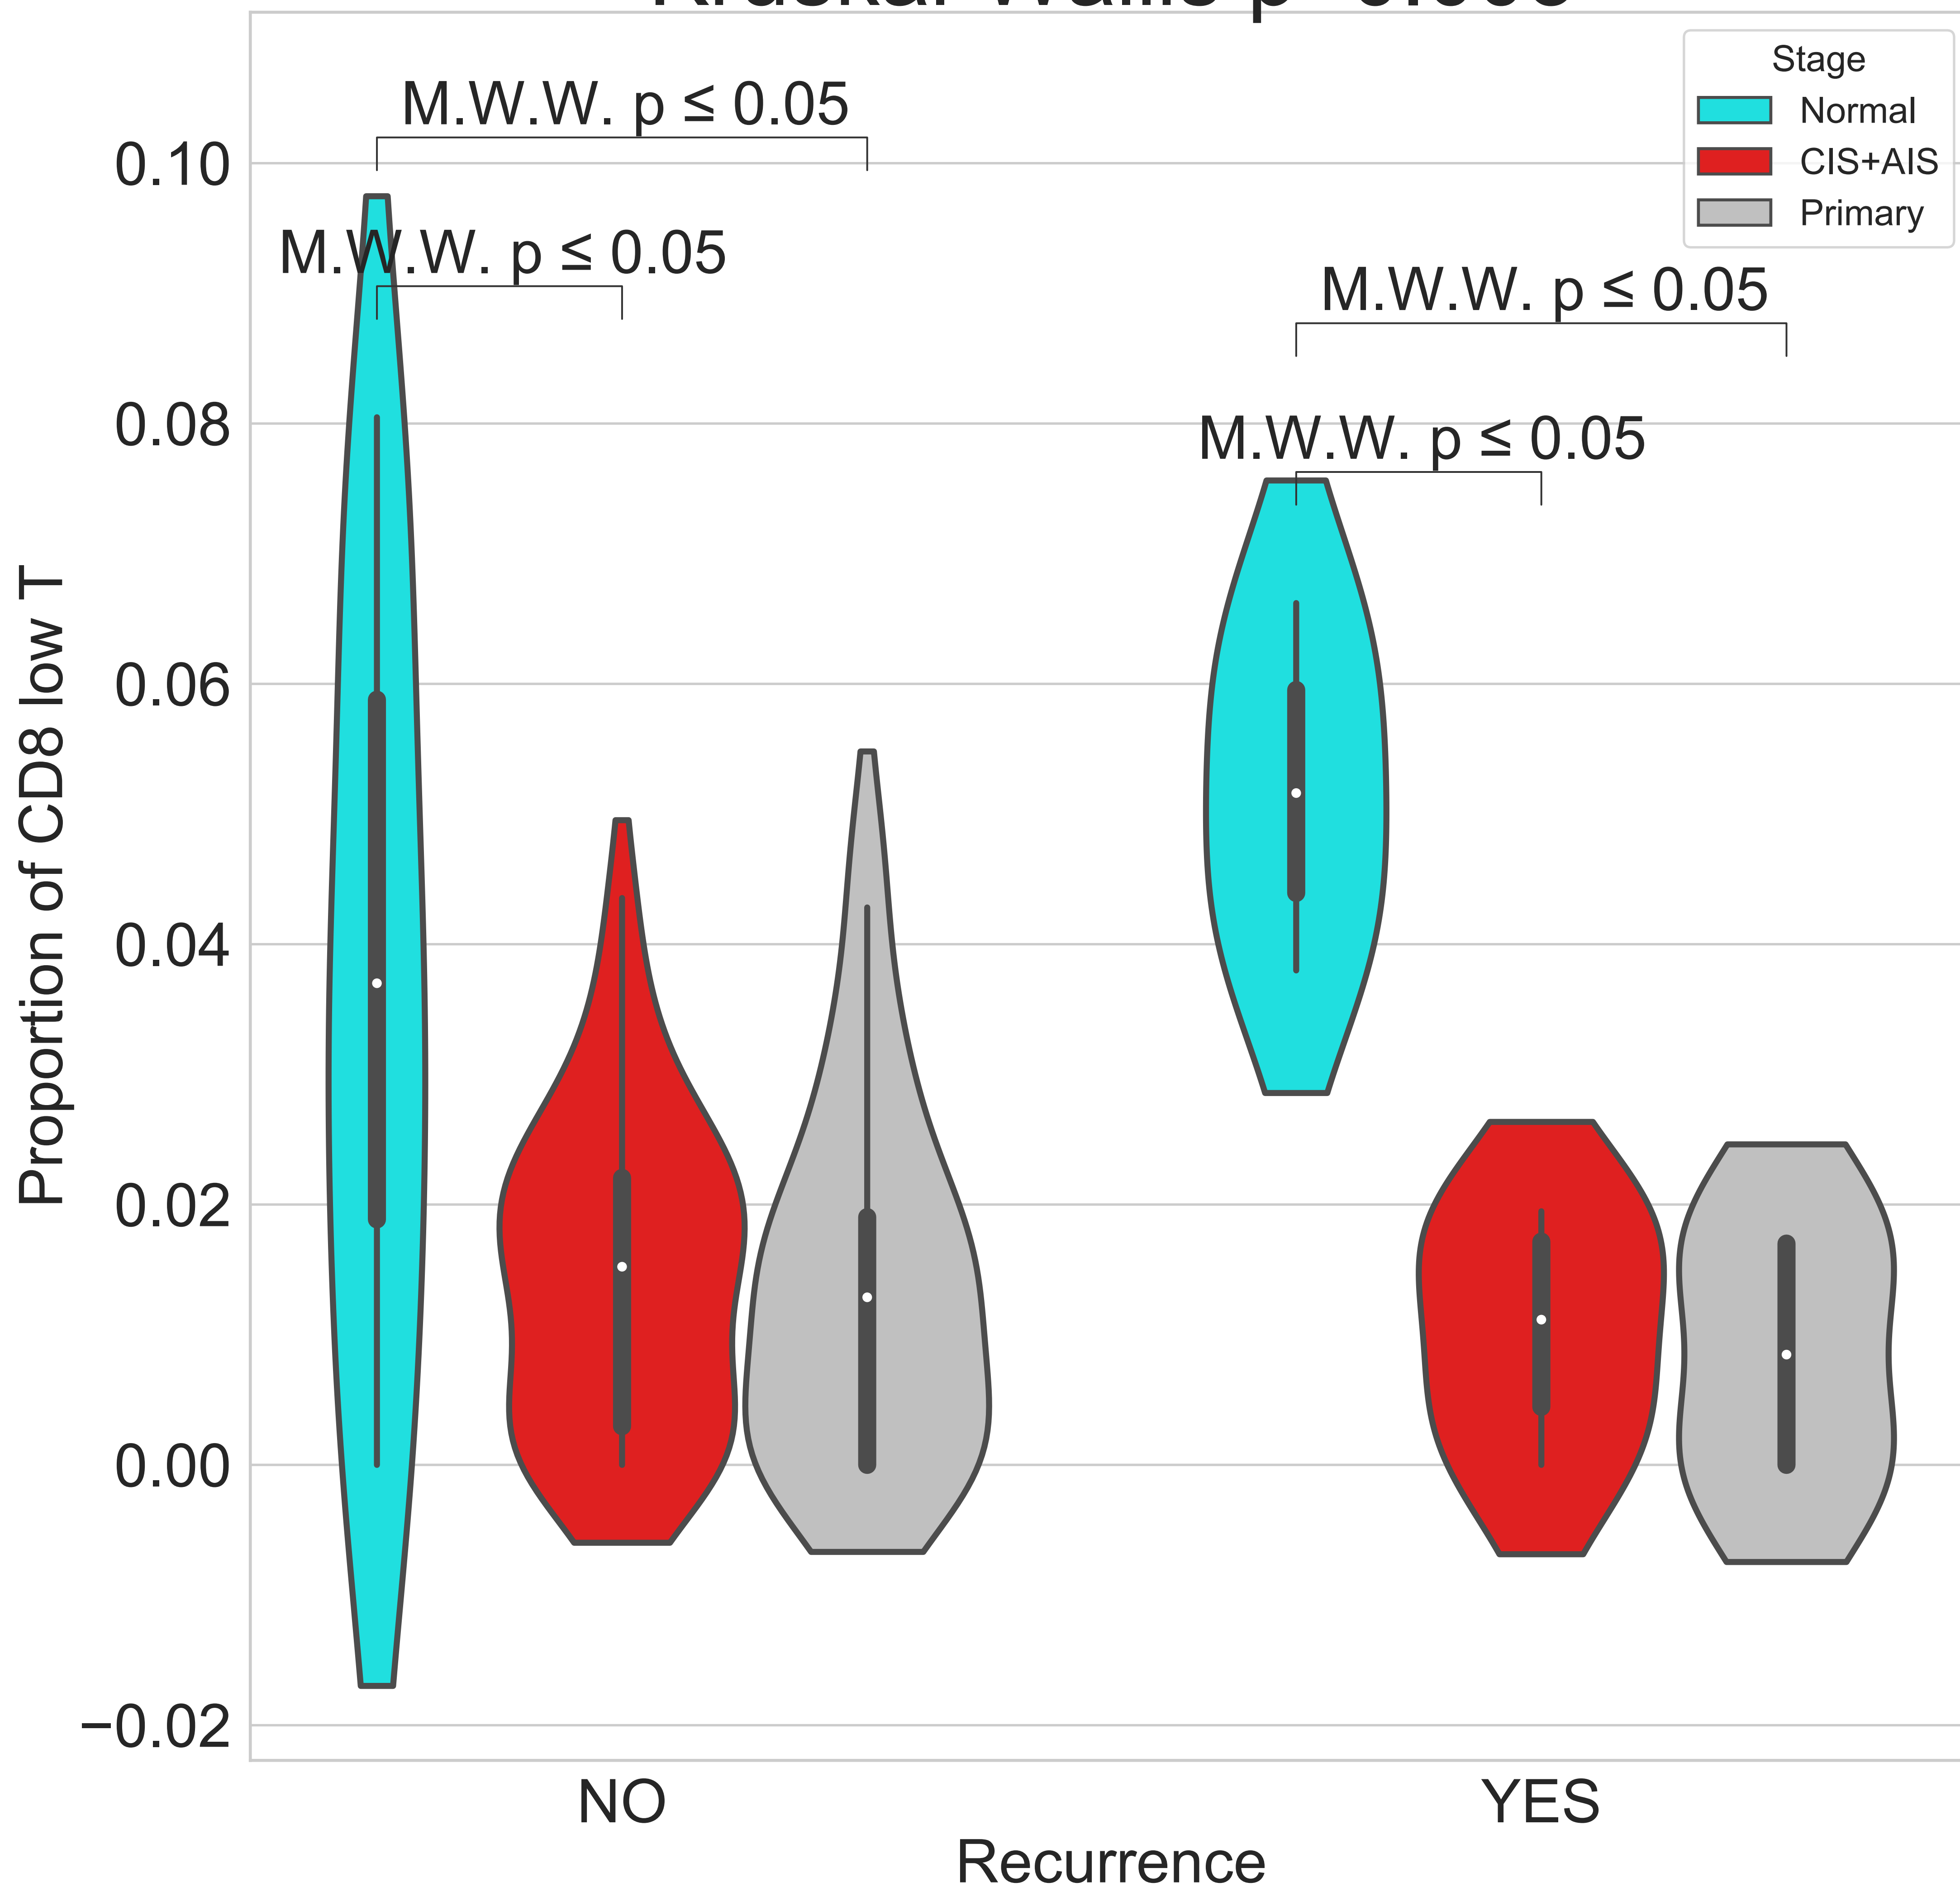 Stage
Normal
CIS+AIS
Primary
M.W.W. p ≤ 0.05
M.W.W. p ≤ 0.05
M.W.W. p ≤ 0.05
M.W.W. p ≤ 0.05
Proportion of CD8 low T
0.10
0.08
0.06
0.04
0.02
0.00
−0.02
NO
YES
Recurrence